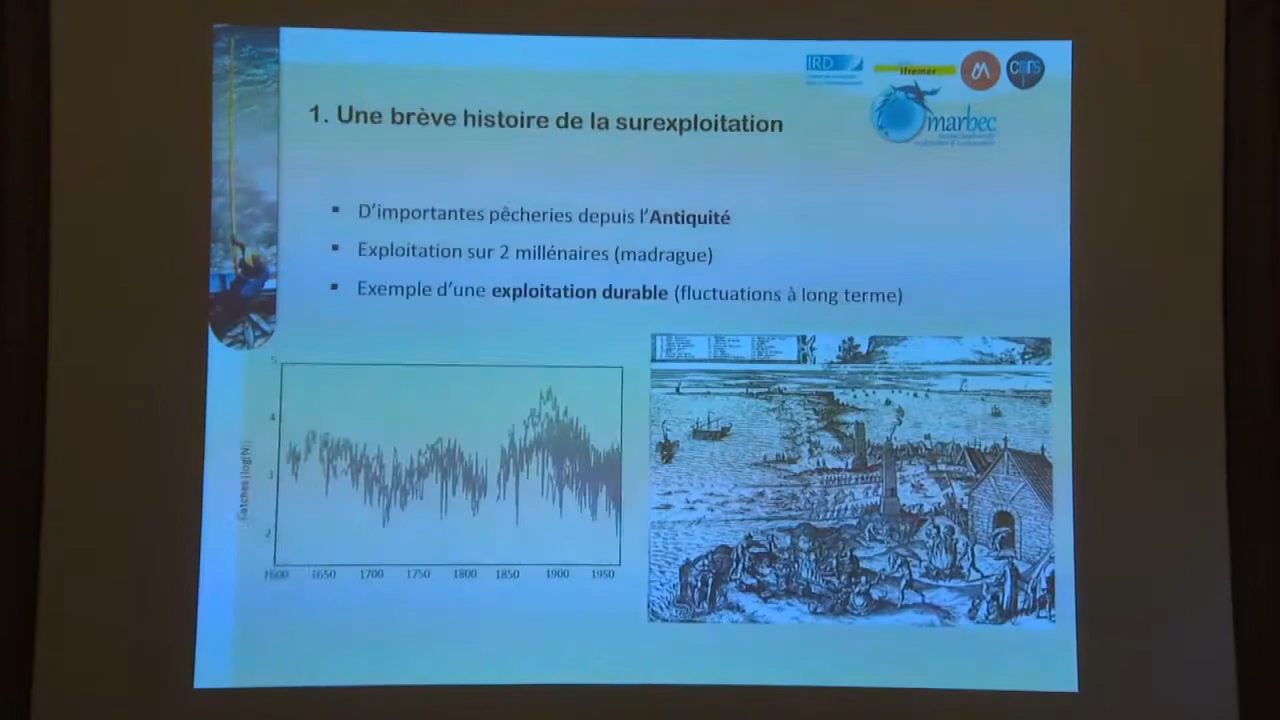 IRD
Ifremer
cnrs
marbec
1. Une brève histoire de la surexploitation
▪ D'importantes pêcheries depuis l'Antiquité
▪ Exploitation sur 2 millénaires (madrague)
▪ Exemple d'une exploitation durable (fluctuations à long terme)
5
4
3
2
Catches (log(N))
1600 1650 1700 1750 1800 1850 1900 1950